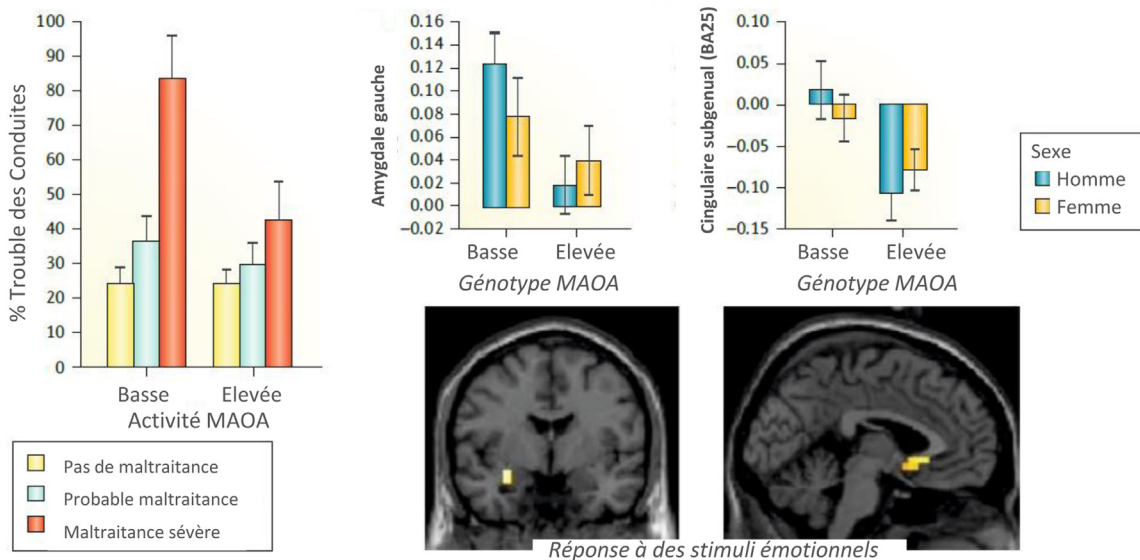 % Trouble des Conduites
100
90
80
70
60
50
40
30
20
10
0
Basse
Elevée
Activité MAOA
Pas de maltraitance
Probable maltraitance
Maltraitance sévère
Amygdale gauche
0.16
0.14
0.12
0.10
0.08
0.06
0.04
0.02
0.00
–0.02
Basse
Elevée
Génotype MAOA
Cingulaire subgenual (BA25)
0.10
0.05
0.00
–0.05
–0.10
–0.15
Basse
Elevée
Génotype MAOA
Sexe
Homme
Femme
Réponse à des stimuli émotionnels